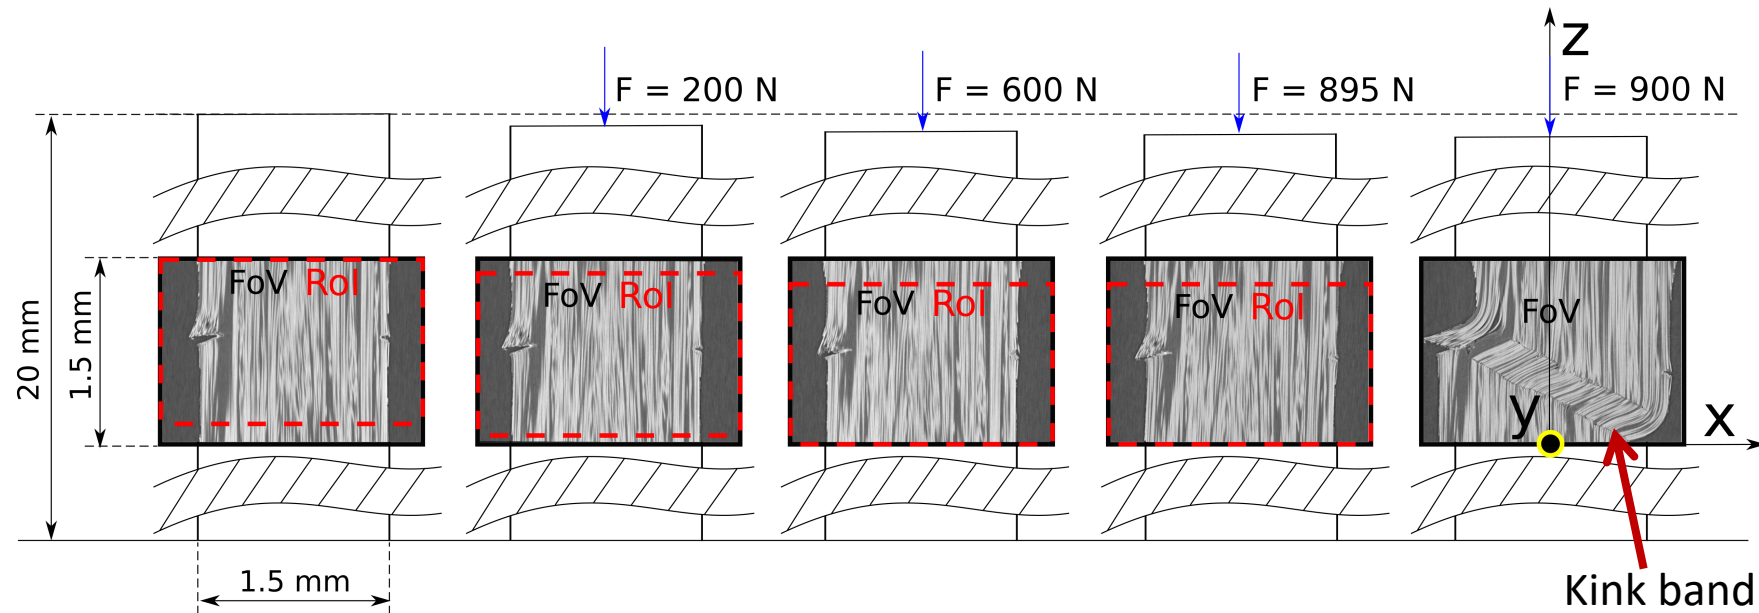 z
F = 200 N
F = 600 N
F = 895 N
F = 900 N
FoV RoI
FoV RoI
FoV RoI
FoV RoI
FoV
20 mm
1.5 mm
y
x
1.5 mm
Kink band